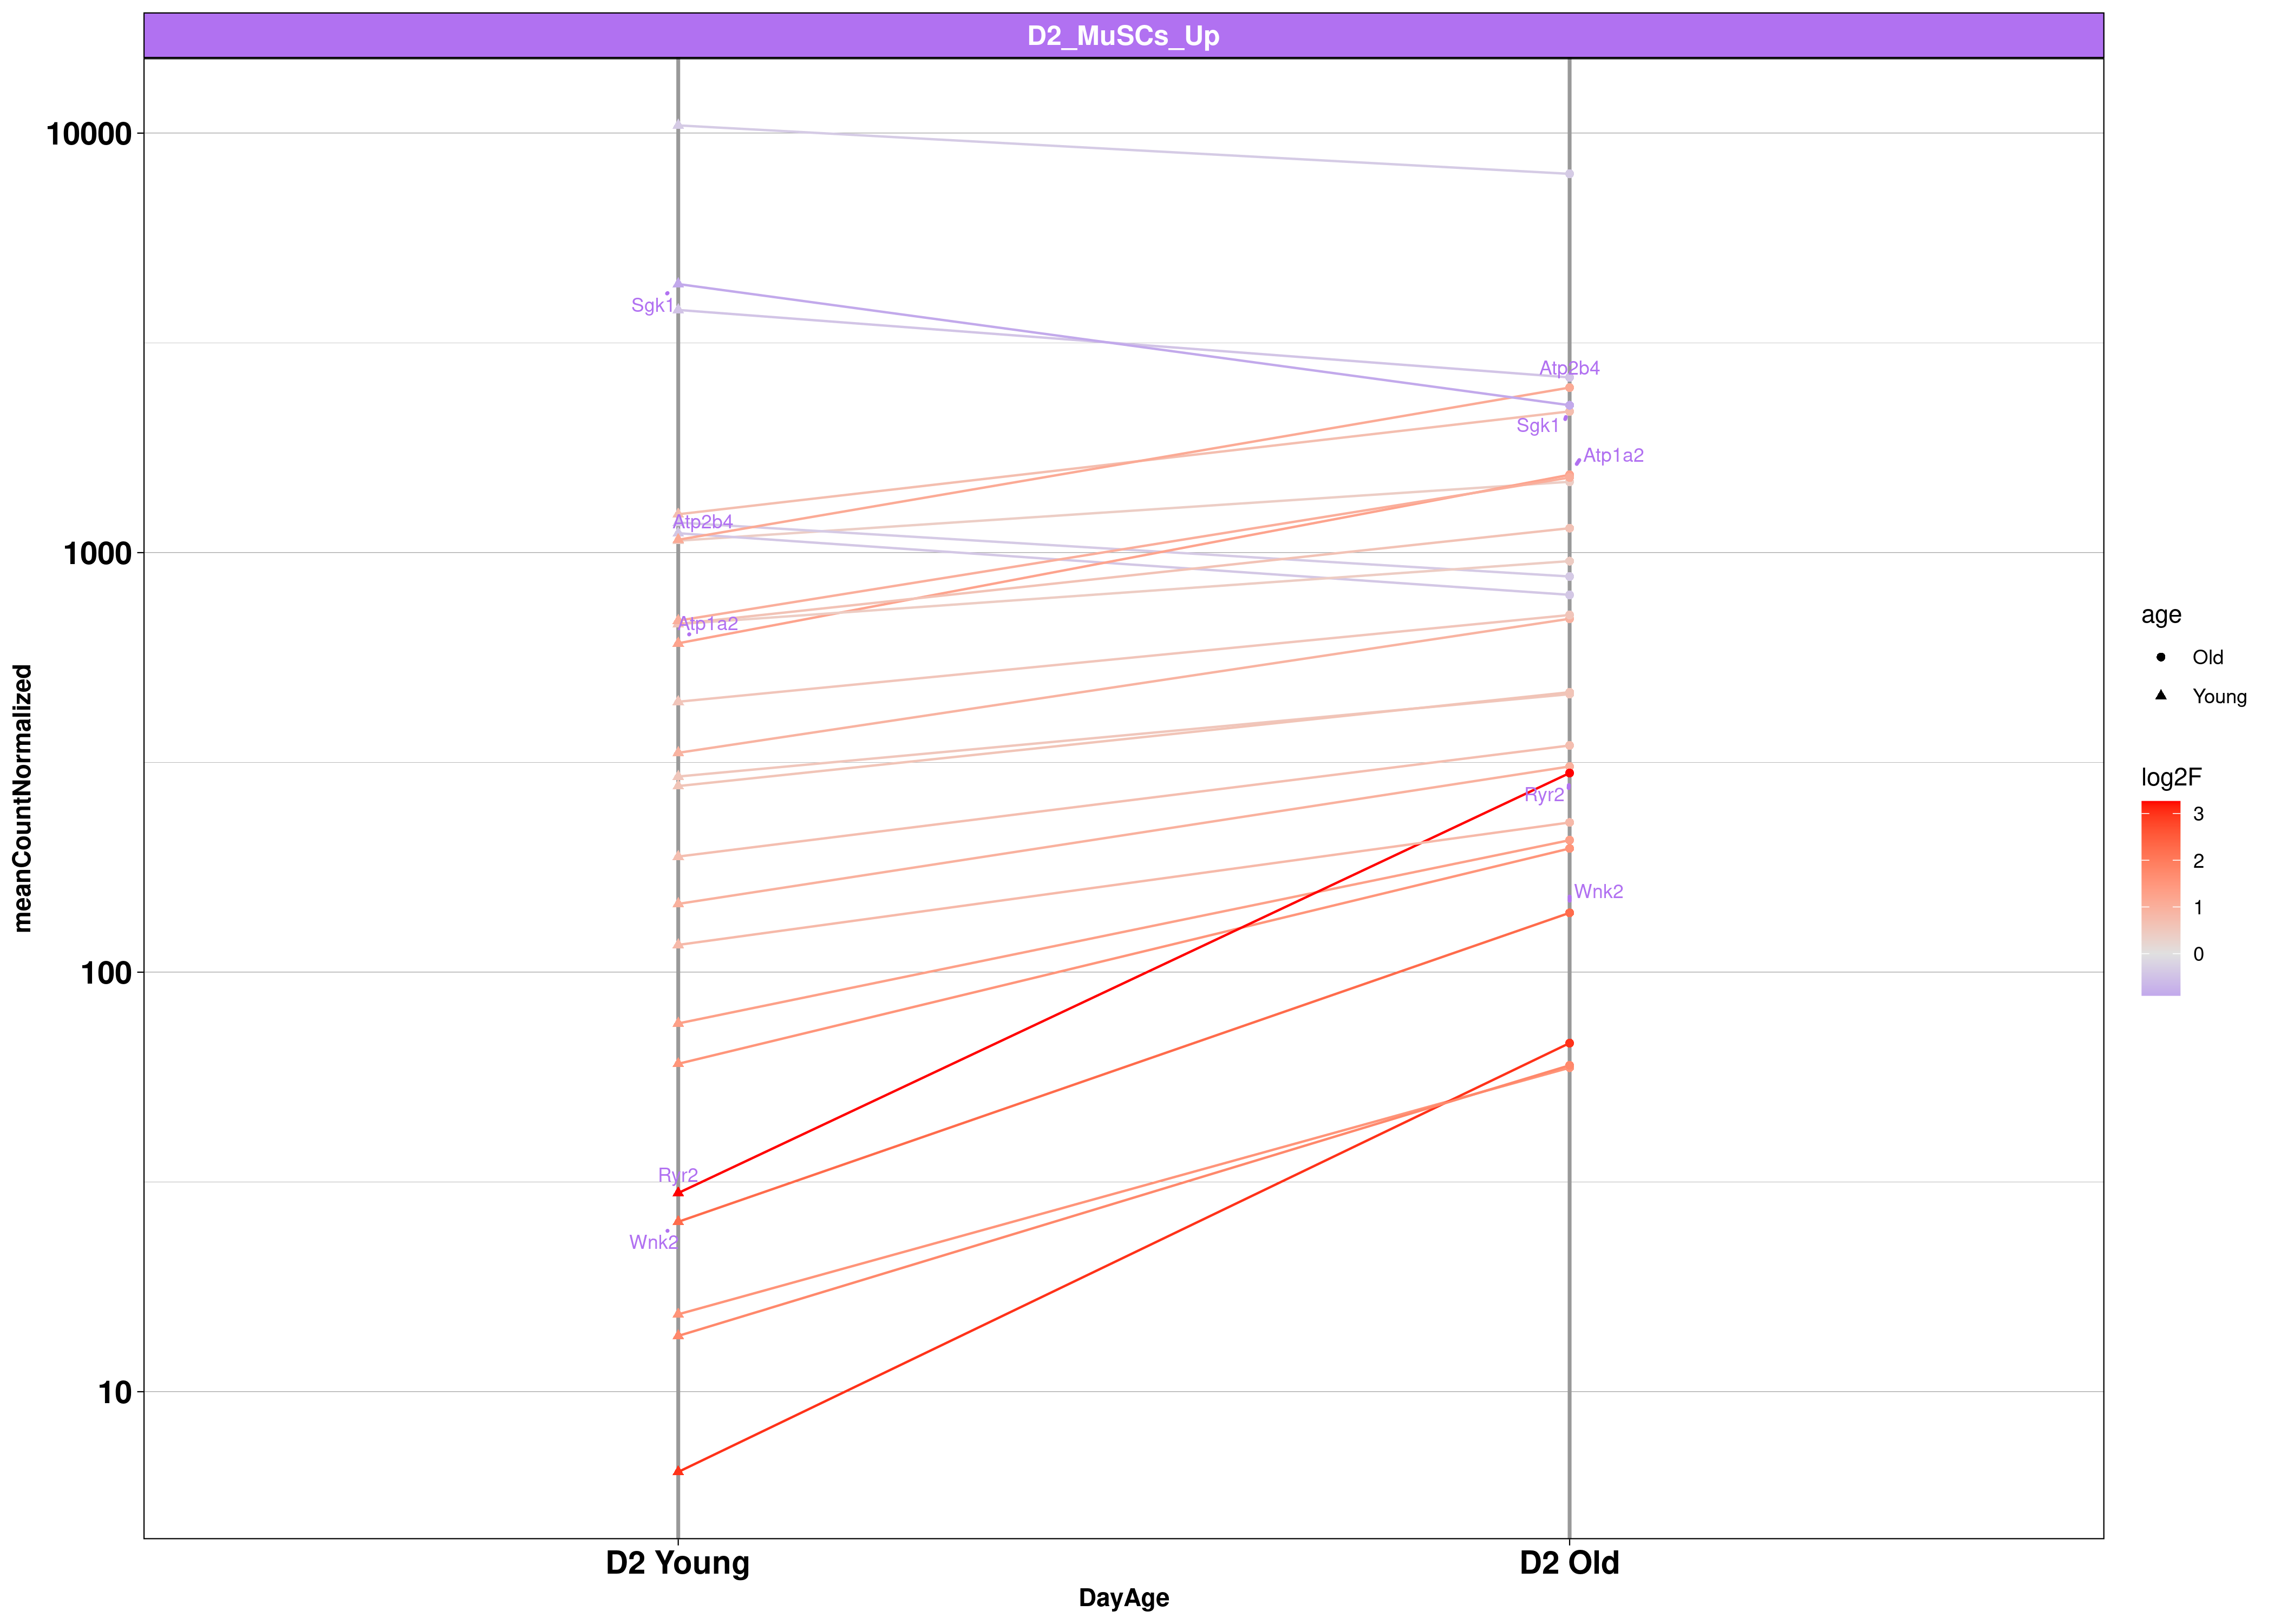 D2_MuSCs_Up
10000
Sgk1
Atp2b4
Sgk1
Atp1a2
Atp2b4
1000
Atp1a2
Ryr2
Wnk2
100
Ryr2
Wnk2
10
meanCountNormalized
D2 Young
D2 Old
DayAge
age
Old
Young
log2F
3
2
1
0